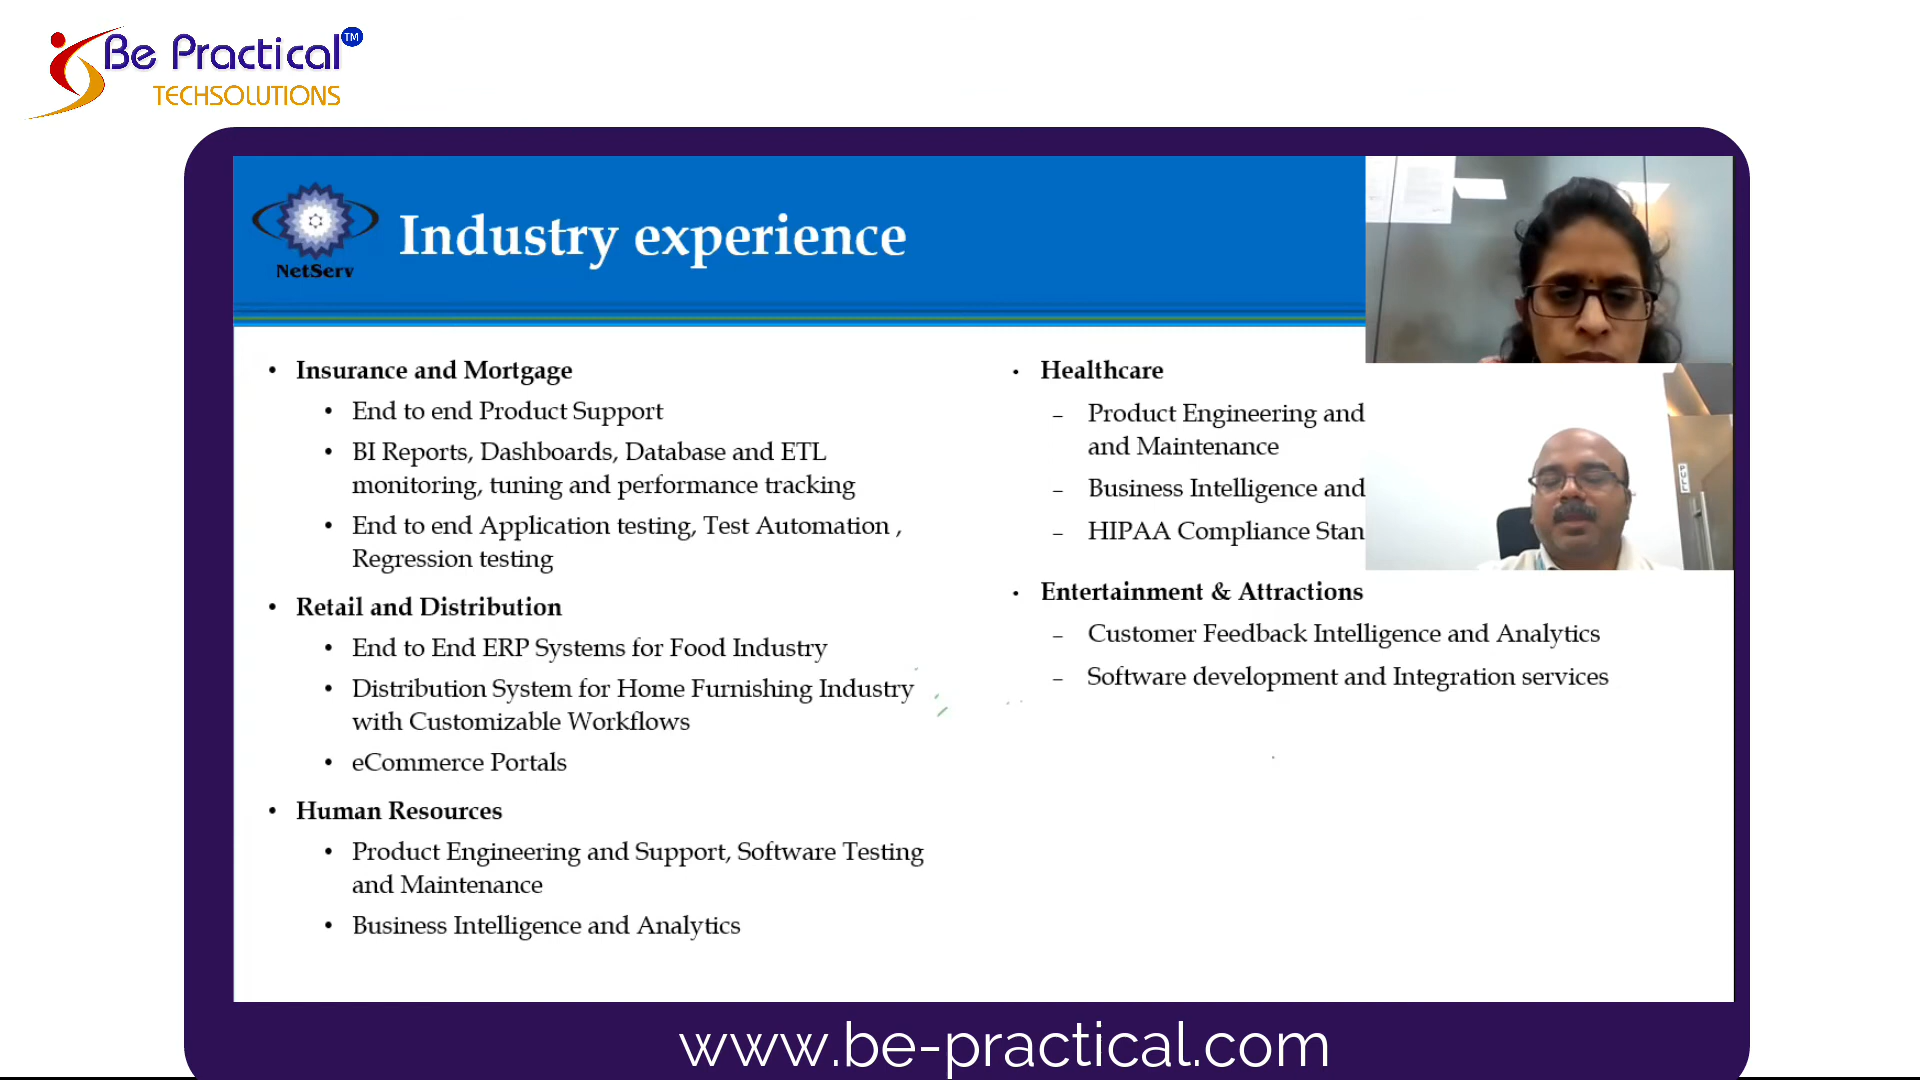 Be Practical TM
TECHSOLUTIONS
NetServ
Industry experience
• Insurance and Mortgage
• End to end Product Support
• BI Reports, Dashboards, Database and ETL
monitoring, tuning and performance tracking
• End to end Application testing, Test Automation ,
Regression testing
• Retail and Distribution
• End to End ERP Systems for Food Industry
• Distribution System for Home Furnishing Industry
with Customizable Workflows
• eCommerce Portals
• Human Resources
• Product Engineering and Support, Software Testing
and Maintenance
• Business Intelligence and Analytics
• Healthcare
– Product Engineering and
and Maintenance
– Business Intelligence and
– HIPAA Compliance Stan
• Entertainment & Attractions
– Customer Feedback Intelligence and Analytics
– Software development and Integration services
www.be-practical.com